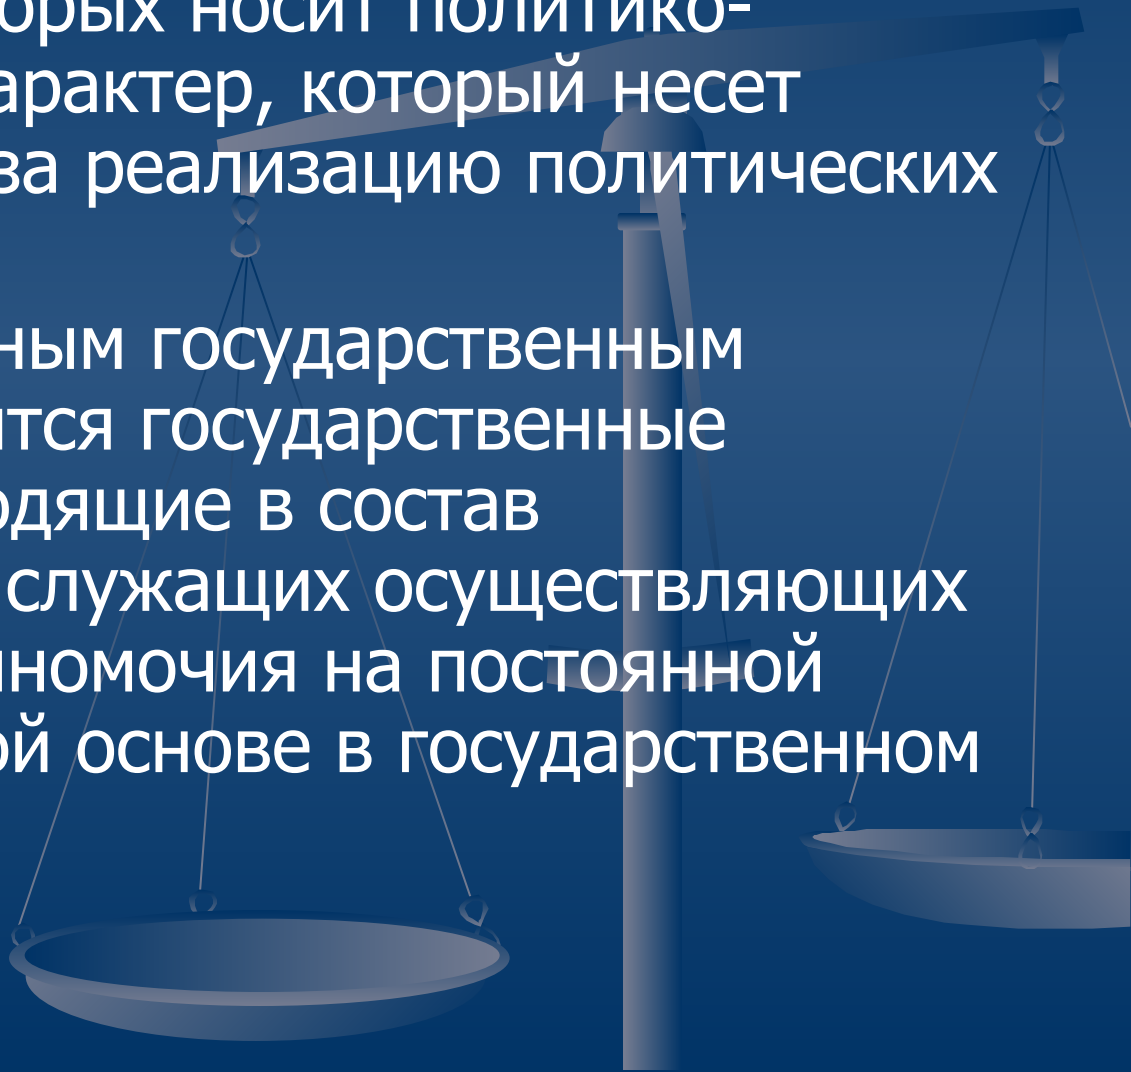 орых носит политико-
арактер, который несет
за реализацию политических
ным государственным
тся государственные
одящие в состав
служащих осуществляющих
номочия на постоянной
ой основе в государственном